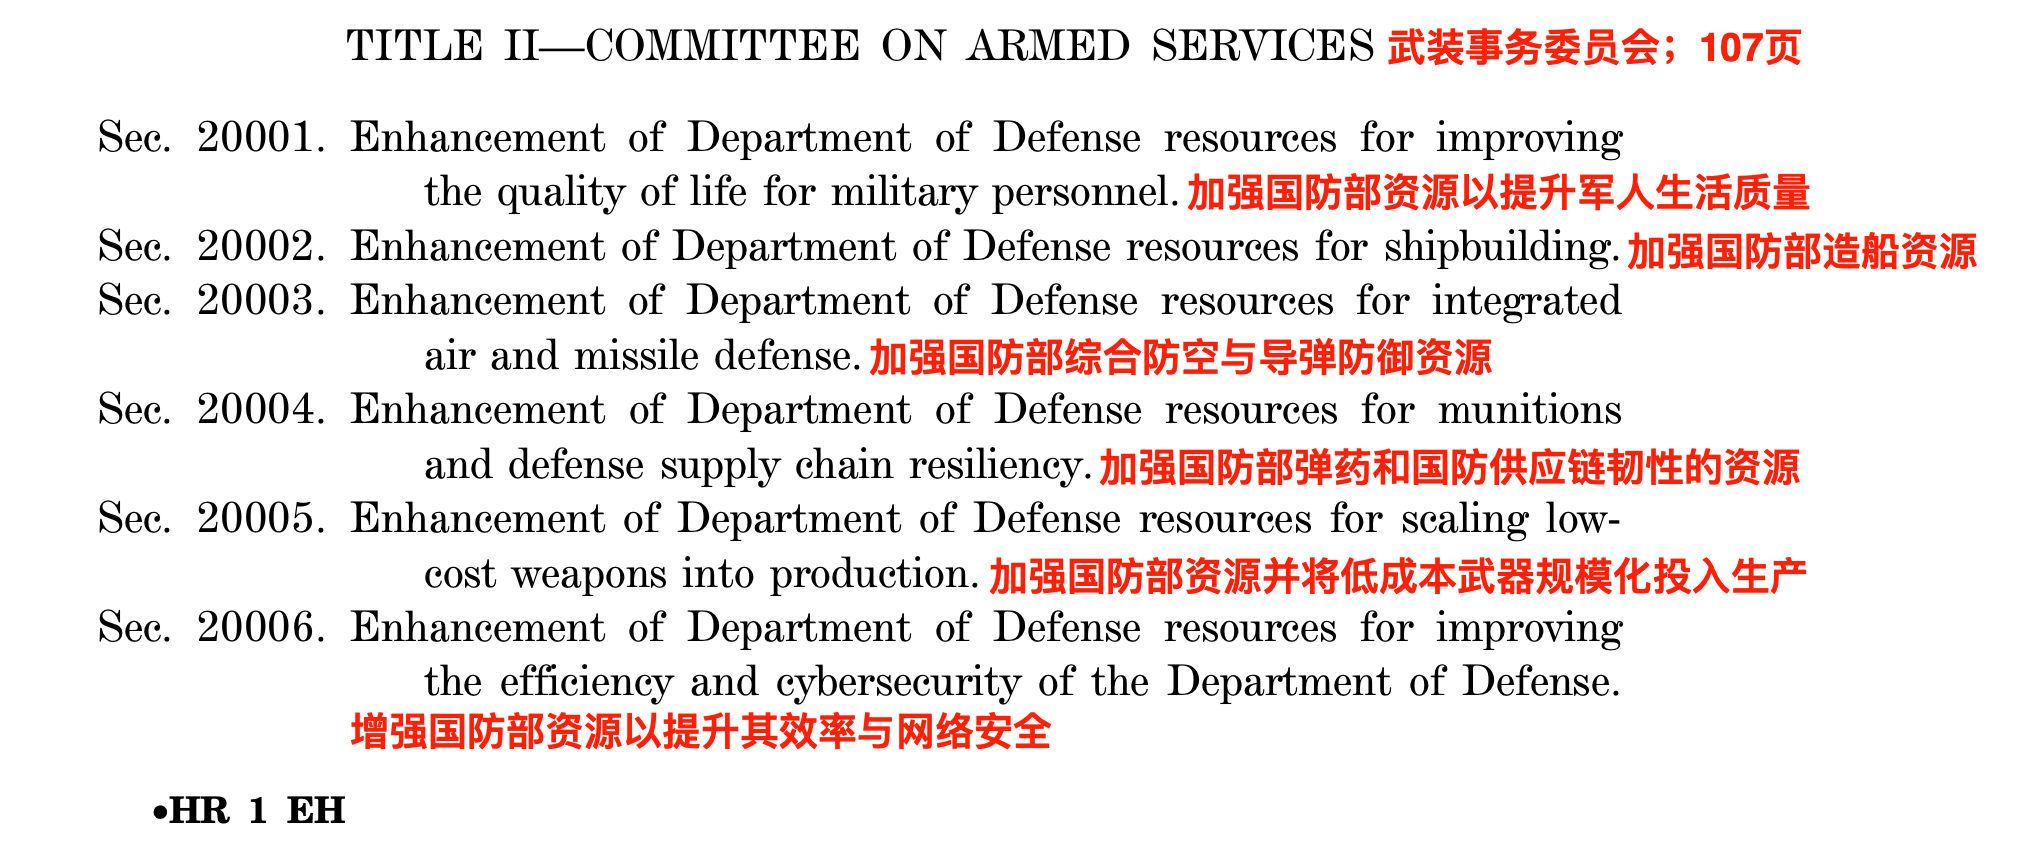 TITLE II—COMMITTEE ON ARMED SERVICES 武装事务委员会；107页
Sec. 20001. Enhancement of Department of Defense resources for improving
the quality of life for military personnel. 加强国防部资源以提升军人生活质量
Sec. 20002. Enhancement of Department of Defense resources for shipbuilding. 加强国防部造船资源
Sec. 20003. Enhancement of Department of Defense resources for integrated
air and missile defense. 加强国防部综合防空与导弹防御资源
Sec. 20004. Enhancement of Department of Defense resources for munitions
and defense supply chain resiliency. 加强国防部弹药和国防供应链韧性的资源
Sec. 20005. Enhancement of Department of Defense resources for scaling low-
cost weapons into production. 加强国防部资源并将低成本武器规模化投入生产
Sec. 20006. Enhancement of Department of Defense resources for improving
the efficiency and cybersecurity of the Department of Defense.
增强国防部资源以提升其效率与网络安全
•HR 1 EH